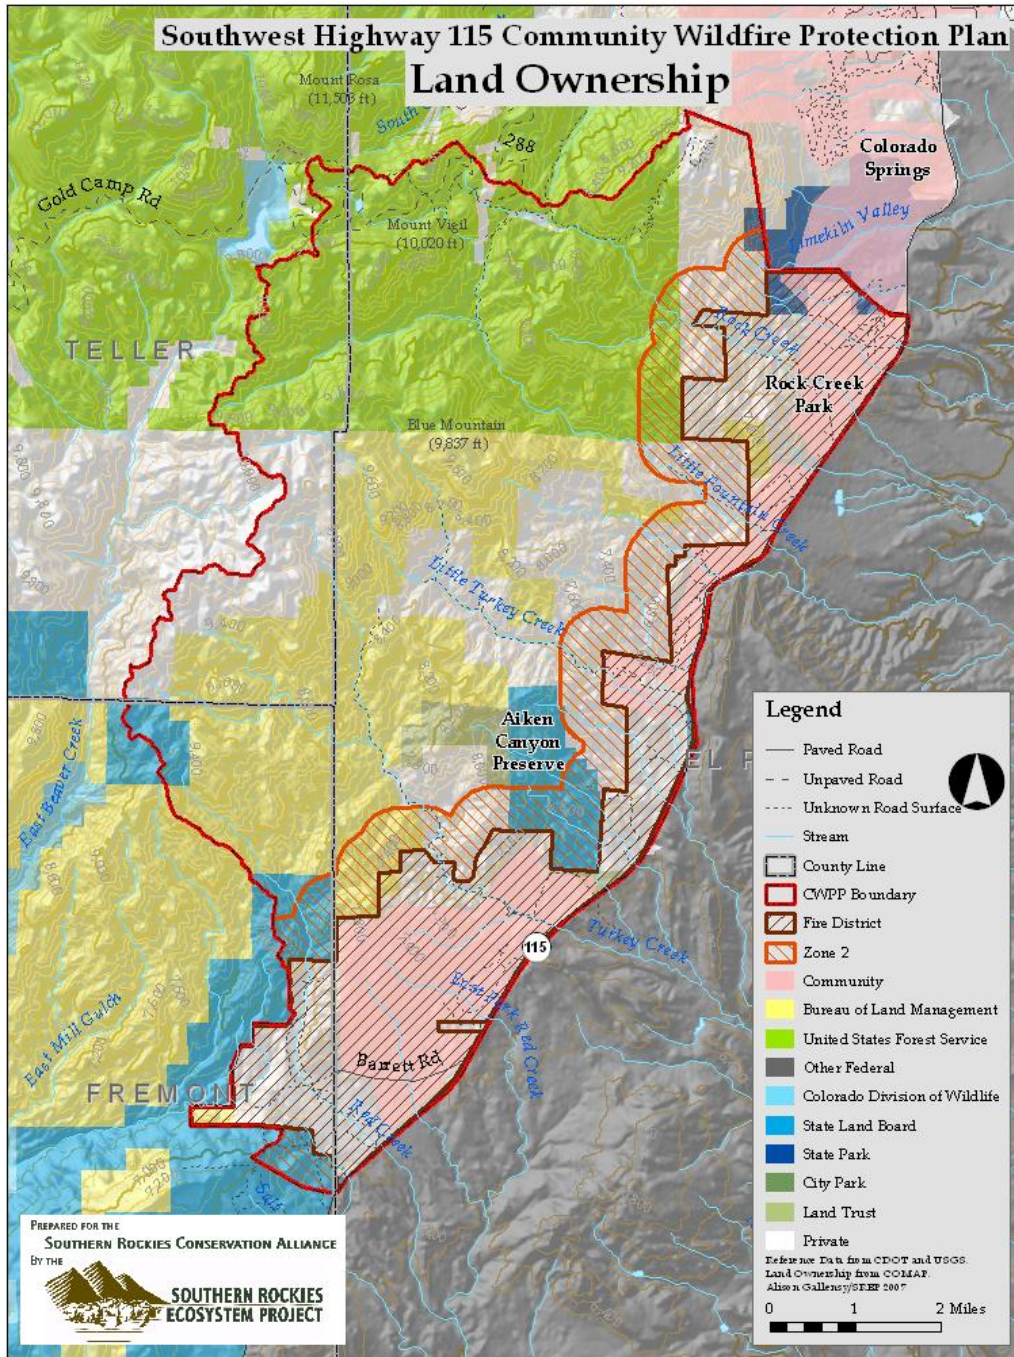 Southwest Highway 115 Community Wildfire Protection Plan
Land Ownership
Mount Rosa
(11,503 ft)
South
288
Colorado
Springs
Gold Camp Rd
Mount Vigil
(10,020 ft)
Limekiln Valley
TELLER
Rock Creek
Rock Creek
Park
Blue Mountain
(9,837 ft)
Little Fountain Creek
Little Turkey Creek
Aiken
Canyon
Preserve
EL P
East Beaver Creek
Turkey Creek
115
East Fork Red Creek
East Mill Gulch
Barrett Rd
FREMONT
Red Creek
Salt
Legend
Paved Road
Unpaved Road
Unknown Road Surface
Stream
County Line
CWPP Boundary
Fire District
Zone 2
Community
Bureau of Land Management
United States Forest Service
Other Federal
Colorado Division of Wildlife
State Land Board
State Park
City Park
Land Trust
Private
Reference Data from CDOT and USGS.
Land Ownership from COMAP.
Alison Gallensy/SREP 2007
0 1 2 Miles
PREPARED FOR THE
SOUTHERN ROCKIES CONSERVATION ALLIANCE
BY THE
SOUTHERN ROCKIES
ECOSYSTEM PROJECT